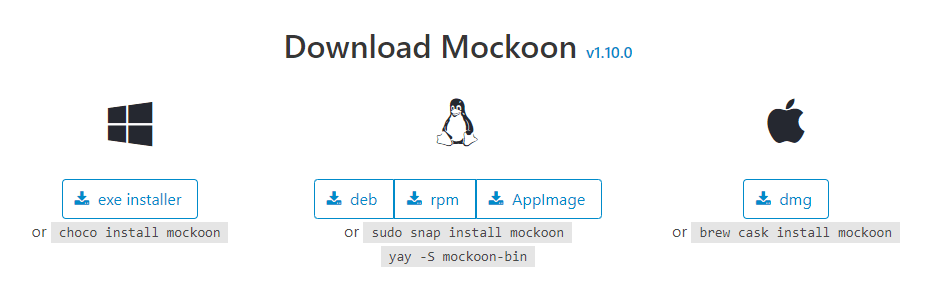 Download Mockoon v1.10.0
exe installer
or choco install mockoon
deb rpm AppImage
or sudo snap install mockoon
yay -S mockoon-bin
dmg
or brew cask install mockoon